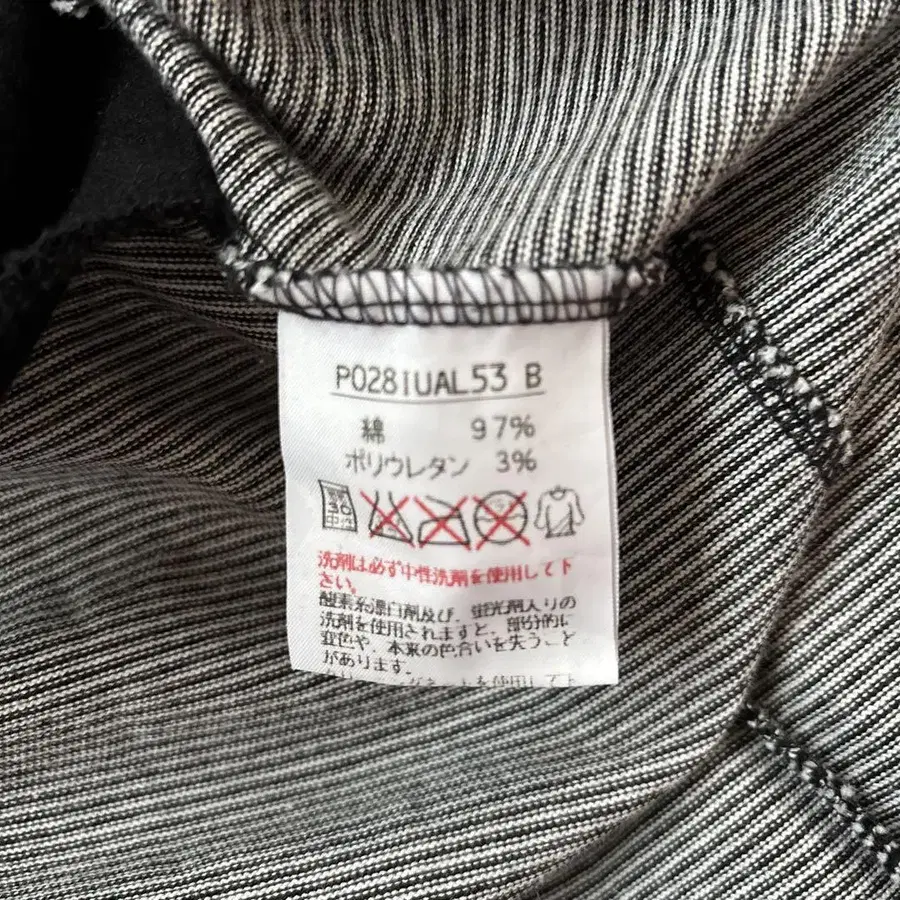 P028IUAL53 B
綿 97%
ポリウレタン 3%
弱 30 中性
洗剤は必ず中性洗剤を使用して下
さい。
酸素系漂白剤及び、蛍光剤入りの
洗剤を使用されますと、部分的に
変色や、本来の色合いを失うこと
があります。